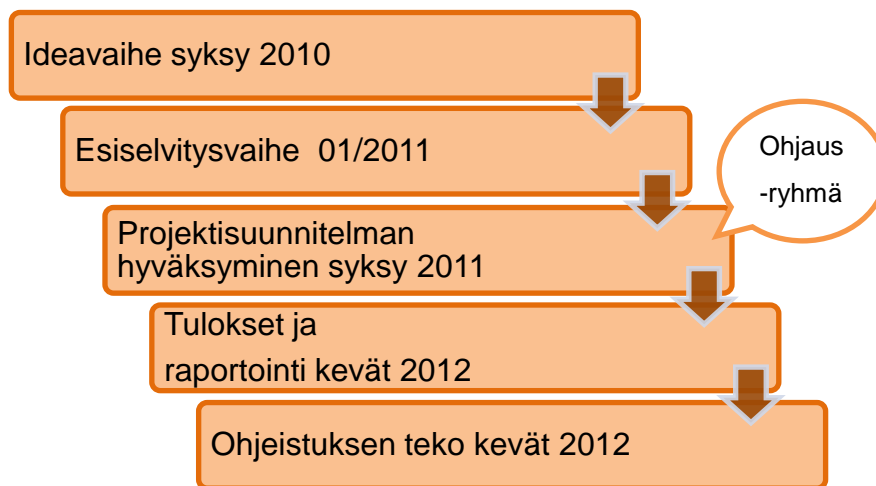 Ideavaihe syksy 2010
Esiselvitysvaihe 01/2011
Ohjaus
-ryhmä
Projektisuunnitelman
hyväksyminen syksy 2011
Tulokset ja
raportointi kevät 2012
Ohjeistuksen teko kevät 2012